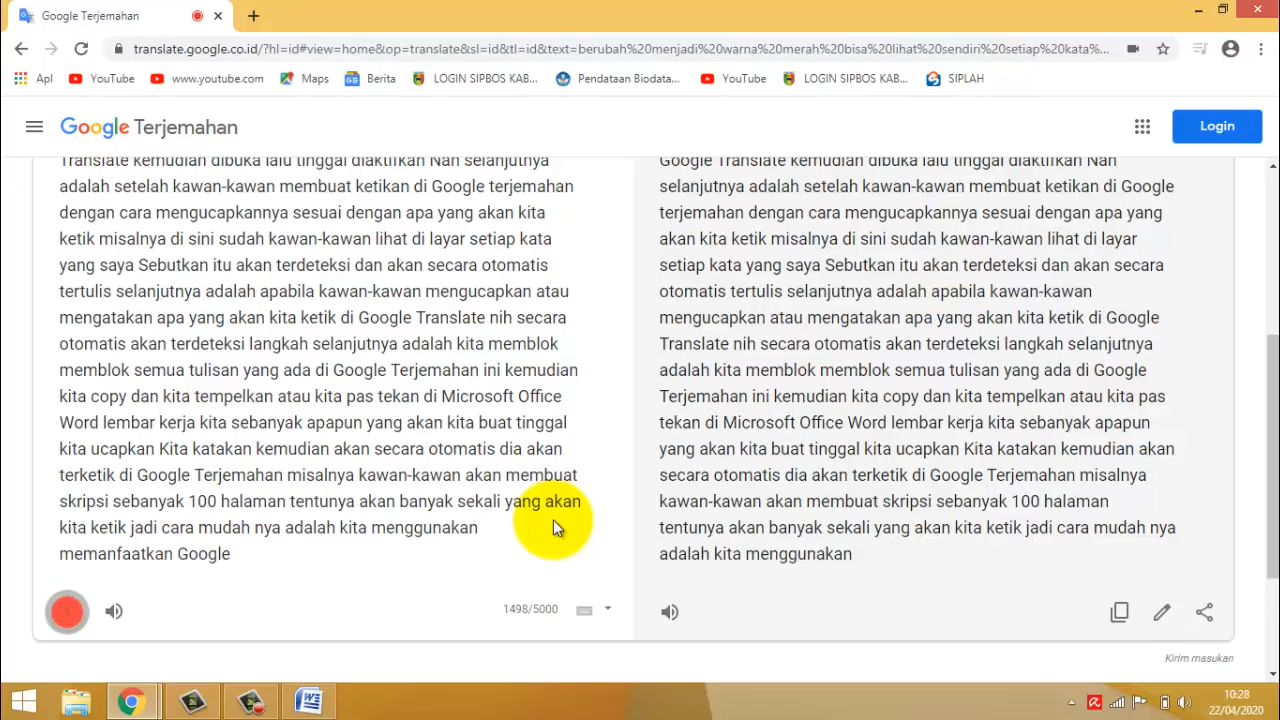 Google Terjemahan
translate.google.co.id/?hl=id#view=home&op=translate&sl=id&tl=id&text=berubah%20menjadi%20warna%20merah%20bisa%20lihat%20sendiri%20setiap%20kata%...
Apl YouTube www.youtube.com Maps Berita LOGIN SIPBOS KAB... Pendataan Biodata... YouTube LOGIN SIPBOS KAB... SIPLAH
Google Terjemahan
Login
Translate kemudian dibuka lalu tinggal diaktifkan Nah selanjutnya
adalah setelah kawan-kawan membuat ketikan di Google terjemahan
dengan cara mengucapkannya sesuai dengan apa yang akan kita
ketik misalnya di sini sudah kawan-kawan lihat di layar setiap kata
yang saya Sebutkan itu akan terdeteksi dan akan secara otomatis
tertulis selanjutnya adalah apabila kawan-kawan mengucapkan atau
mengatakan apa yang akan kita ketik di Google Translate nih secara
otomatis akan terdeteksi langkah selanjutnya adalah kita memblok
memblok semua tulisan yang ada di Google Terjemahan ini kemudian
kita copy dan kita tempelkan atau kita pas tekan di Microsoft Office
Word lembar kerja kita sebanyak apapun yang akan kita buat tinggal
kita ucapkan Kita katakan kemudian akan secara otomatis dia akan
terketik di Google Terjemahan misalnya kawan-kawan akan membuat
skripsi sebanyak 100 halaman tentunya akan banyak sekali yang akan
kita ketik jadi cara mudah nya adalah kita menggunakan
memanfaatkan Google
1498/5000
Google Translate kemudian dibuka lalu tinggal diaktifkan Nah
selanjutnya adalah setelah kawan-kawan membuat ketikan di Google
terjemahan dengan cara mengucapkannya sesuai dengan apa yang
akan kita ketik misalnya di sini sudah kawan-kawan lihat di layar
setiap kata yang saya Sebutkan itu akan terdeteksi dan akan secara
otomatis tertulis selanjutnya adalah apabila kawan-kawan
mengucapkan atau mengatakan apa yang akan kita ketik di Google
Translate nih secara otomatis akan terdeteksi langkah selanjutnya
adalah kita memblok memblok semua tulisan yang ada di Google
Terjemahan ini kemudian kita copy dan kita tempelkan atau kita pas
tekan di Microsoft Office Word lembar kerja kita sebanyak apapun
yang akan kita buat tinggal kita ucapkan Kita katakan kemudian akan
secara otomatis dia akan terketik di Google Terjemahan misalnya
kawan-kawan akan membuat skripsi sebanyak 100 halaman
tentunya akan banyak sekali yang akan kita ketik jadi cara mudah nya
adalah kita menggunakan
Kirim masukan
10:28
22/04/2020